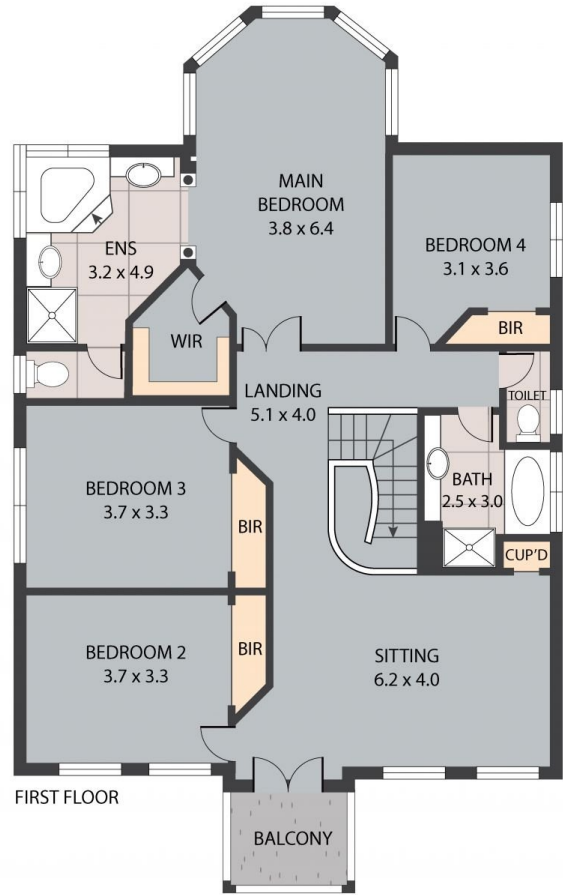 MAIN
BEDROOM
3.8 x 6.4
BEDROOM 4
3.1 x 3.6
ENS
3.2 x 4.9
BIR
WIR
LANDING
5.1 x 4.0
TOILET
BEDROOM 3
3.7 x 3.3
BATH
2.5 x 3.0
BIR
CUP'D
BEDROOM 2
3.7 x 3.3
BIR
SITTING
6.2 x 4.0
FIRST FLOOR
BALCONY